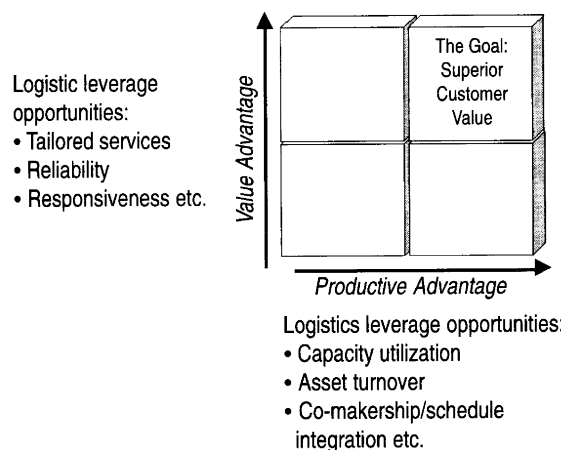 The Goal:
Superior
Customer
Value
Logistic leverage
opportunities:
• Tailored services
• Reliability
• Responsiveness etc.
Value Advantage
Productive Advantage
Logistics leverage opportunities:
• Capacity utilization
• Asset turnover
• Co-makership/schedule
integration etc.